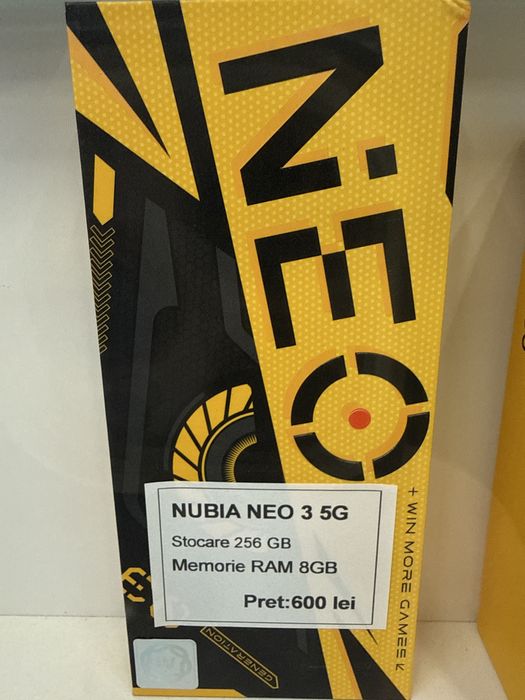 NEO
+ WIN MORE GAMES
NUBIA NEO 3 5G
Stocare 256 GB
Memorie RAM 8GB
Pret:600 lei
GENERATION